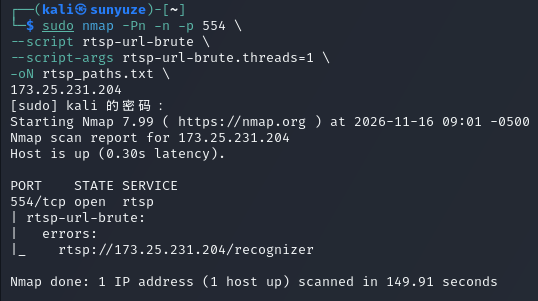 ┌──(kali㉿sunyuze)-[~]
└─$ sudo nmap -Pn -n -p 554 \
--script rtsp-url-brute \
--script-args rtsp-url-brute.threads=1 \
-oN rtsp_paths.txt \
173.25.231.204
[sudo] kali 的密码：
Starting Nmap 7.99 ( https://nmap.org ) at 2026-11-16 09:01 -0500
Nmap scan report for 173.25.231.204
Host is up (0.30s latency).

PORT    STATE SERVICE
554/tcp open  rtsp
| rtsp-url-brute:
|   errors:
|_    rtsp://173.25.231.204/recognizer

Nmap done: 1 IP address (1 host up) scanned in 149.91 seconds